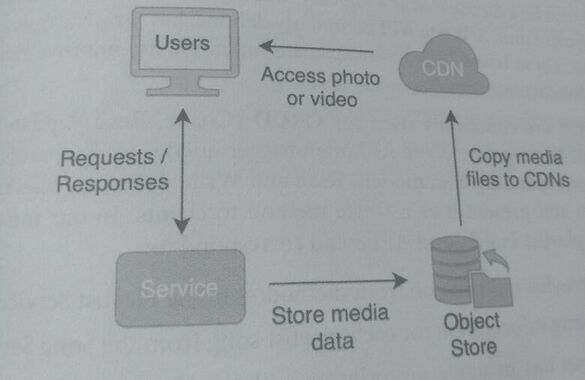 Users
CDN
Access photo
or video
Requests /
Responses
Copy media
files to CDNs
Service
Store media
data
Object
Store